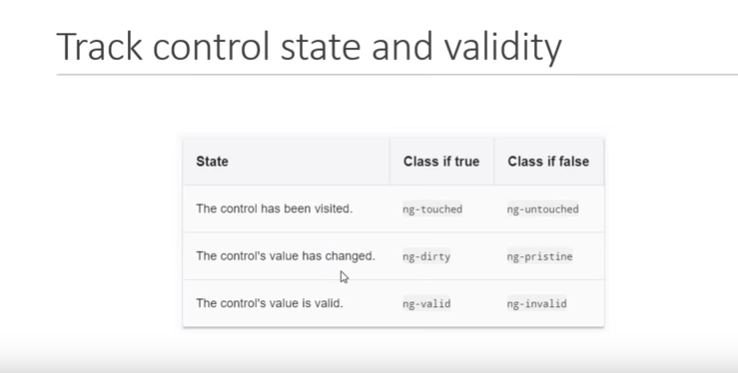 Track control state and validity
State Class if true Class if false
The control has been visited. ng-touched ng-untouched
The control's value has changed. ng-dirty ng-pristine
The control's value is valid. ng-valid ng-invalid